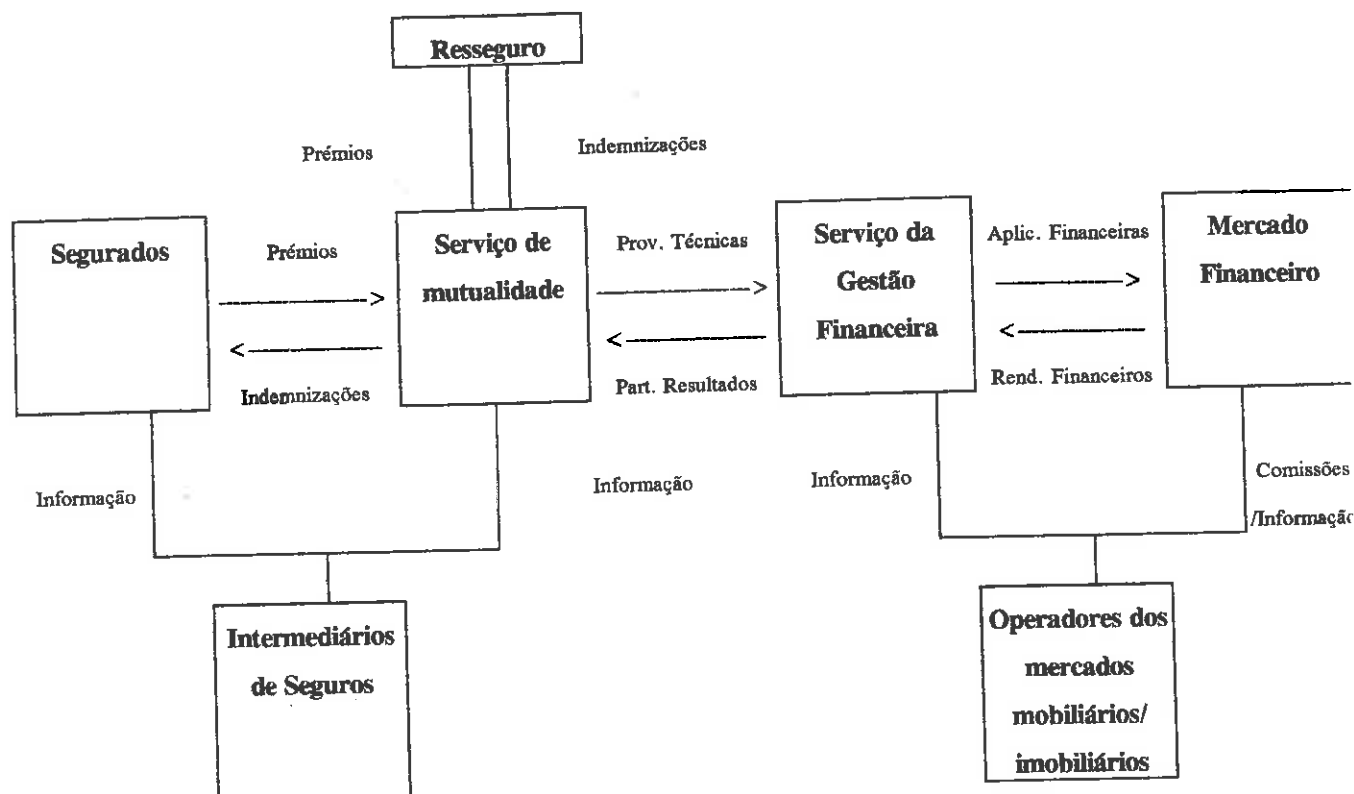 Resseguro
Prémios
Indemnizações
Segurados
Prémios
Indemnizações
Serviço de
mutualidade
Prov. Técnicas
Part. Resultados
Serviço da
Gestão
Financeira
Aplic. Financeiras
Rend. Financeiros
Mercado
Financeiro
Informação
Informação
Informação
Comissões
/Informação
Intermediários
de Seguros
Operadores dos
mercados
mobiliários/
imobiliários